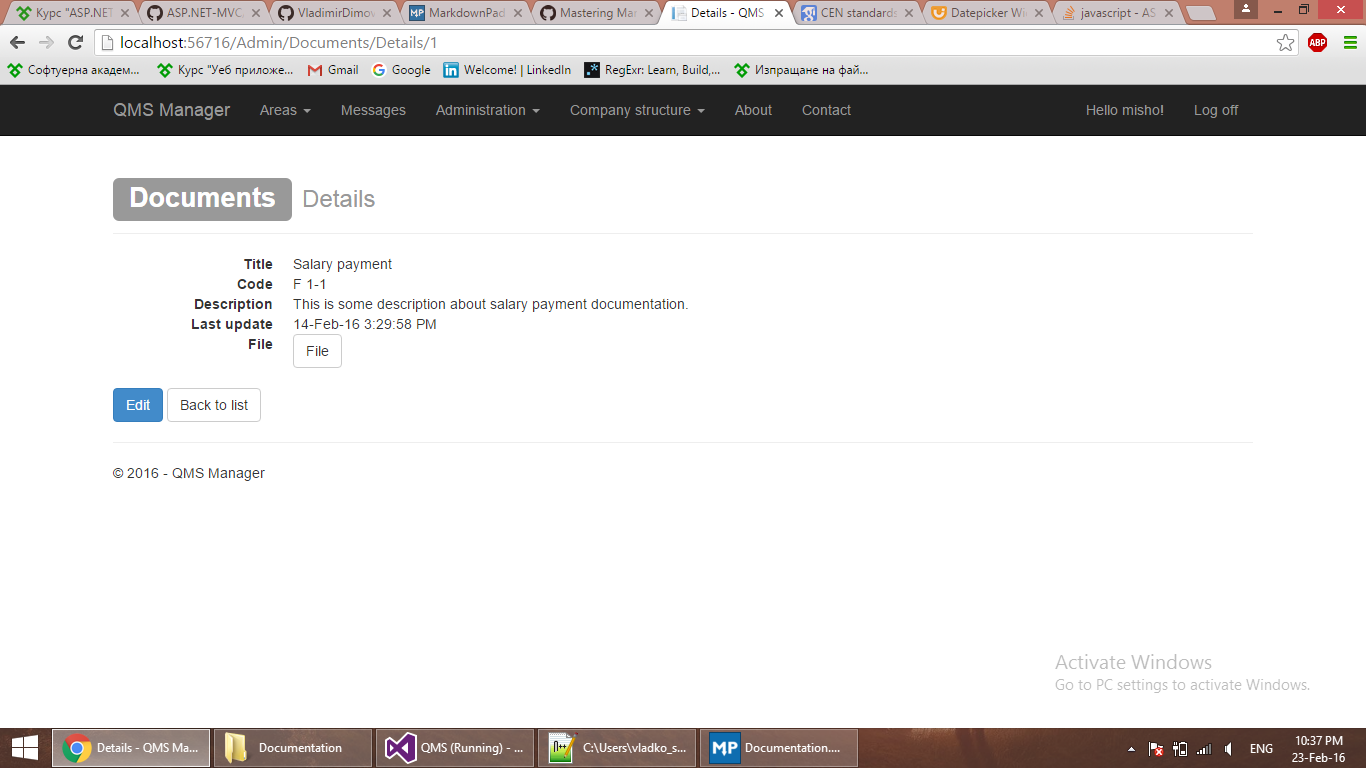 Курс "ASP.NET
ASP.NET-MVC
VladimirDimov
MarkdownPad
Mastering Mar
Details - QMS
CEN standards
Datepicker Wi
javascript - AS
localhost:56716/Admin/Documents/Details/1
ABP
Софтуерна академ...
Курс "Уеб приложе...
Gmail
Google
Welcome! | LinkedIn
RegExr: Learn, Build,...
Изпращане на фай...
QMS Manager
Areas
Messages
Administration
Company structure
About
Contact
Hello misho!
Log off
Documents Details
Title Salary payment
Code F 1-1
Description This is some description about salary payment documentation.
Last update 14-Feb-16 3:29:58 PM
File File
Edit Back to list
© 2016 - QMS Manager
Activate Windows
Go to PC settings to activate Windows.
Details - QMS Ma...
Documentation
QMS (Running) - ...
C:\Users\vladko_s...
MP Documentation....
ENG
10:37 PM
23-Feb-16